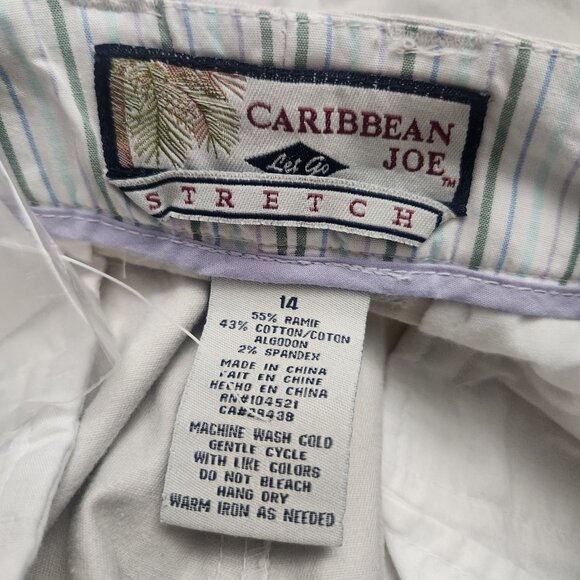 CARIBBEAN
JOE™
Let Go
STRETCH
14
55% RAMIE
43% COTTON/COTON
ALGODON
2% SPANDEX
MADE IN CHINA
FAIT EN CHINE
HECHO EN CHINA
RN#104521
CA#29438
MACHINE WASH COLD
GENTLE CYCLE
WITH LIKE COLORS
DO NOT BLEACH
HANG DRY
WARM IRON AS NEEDED